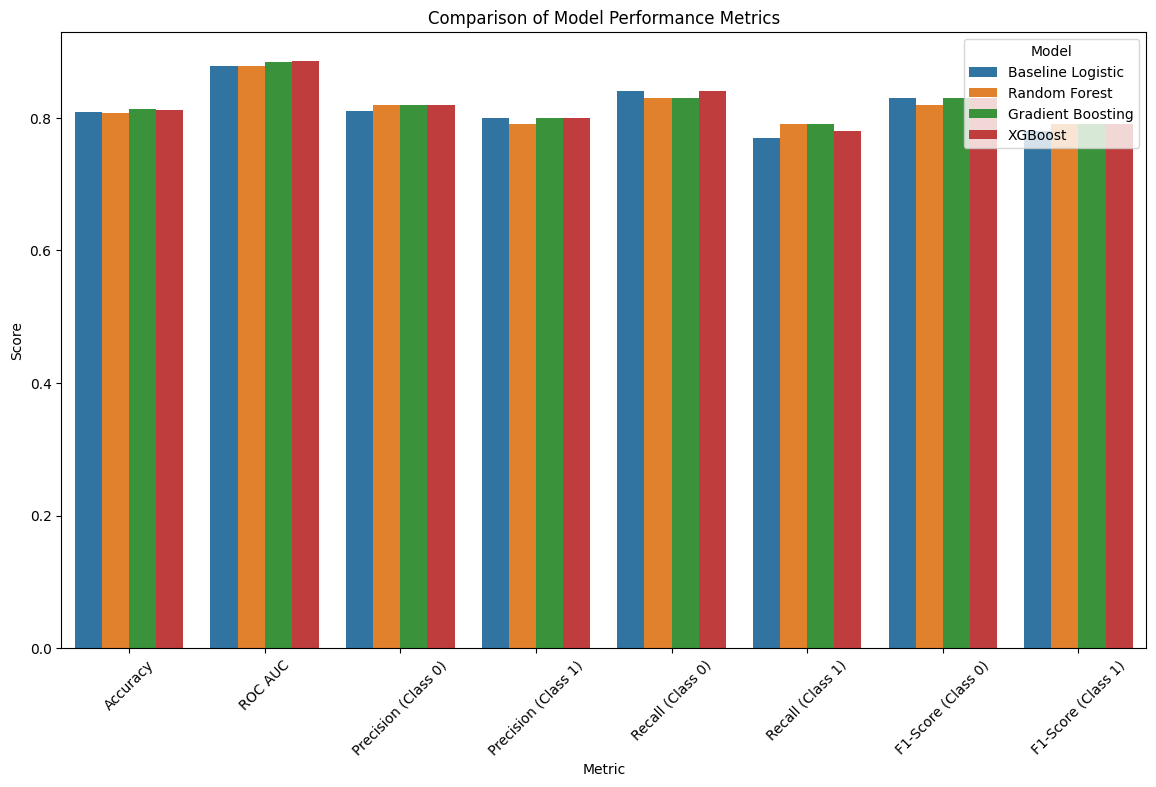 Comparison of Model Performance Metrics
Model
Baseline Logistic
Random Forest
Gradient Boosting
XGBoost
Score
0.8
0.6
0.4
0.2
0.0
Accuracy
ROC AUC
Precision (Class 0)
Precision (Class 1)
Recall (Class 0)
Recall (Class 1)
F1-Score (Class 0)
F1-Score (Class 1)
Metric